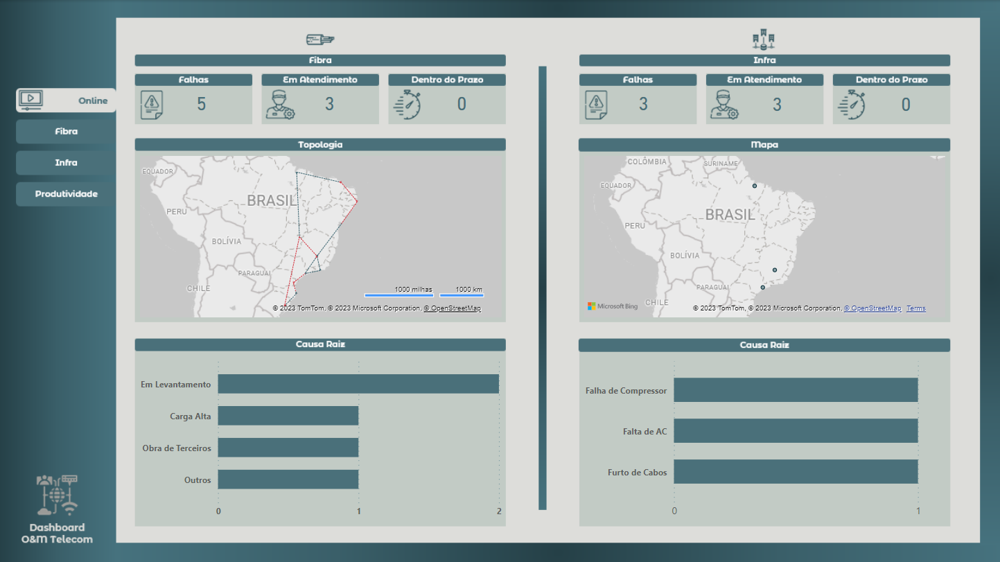 Online
Fibra
Infra
Produtividade
Dashboard
O&M Telecom
Fibra
Falhas
5
Em Atendimento
3
Dentro do Prazo
0
Topologia
EQUADOR
BRASIL
PERU
BOLÍVIA
PARAGUAI
CHILE
1000 milhas 1000 km
© 2023 TomTom, © 2023 Microsoft Corporation, © OpenStreetMap
Causa Raiz
Em Levantamento
Carga Alta
Obra de Terceiros
Outros
0 1 2
Infra
Falhas
3
Em Atendimento
3
Dentro do Prazo
0
Mapa
COLÔMBIA
SURINAME
EQUADOR
BRASIL
PERU
BOLÍVIA
PARAGUAI
CHILE
Microsoft Bing
© 2023 TomTom, © 2023 Microsoft Corporation, © OpenStreetMap Terms
Causa Raiz
Falha de Compressor
Falta de AC
Furto de Cabos
0 1